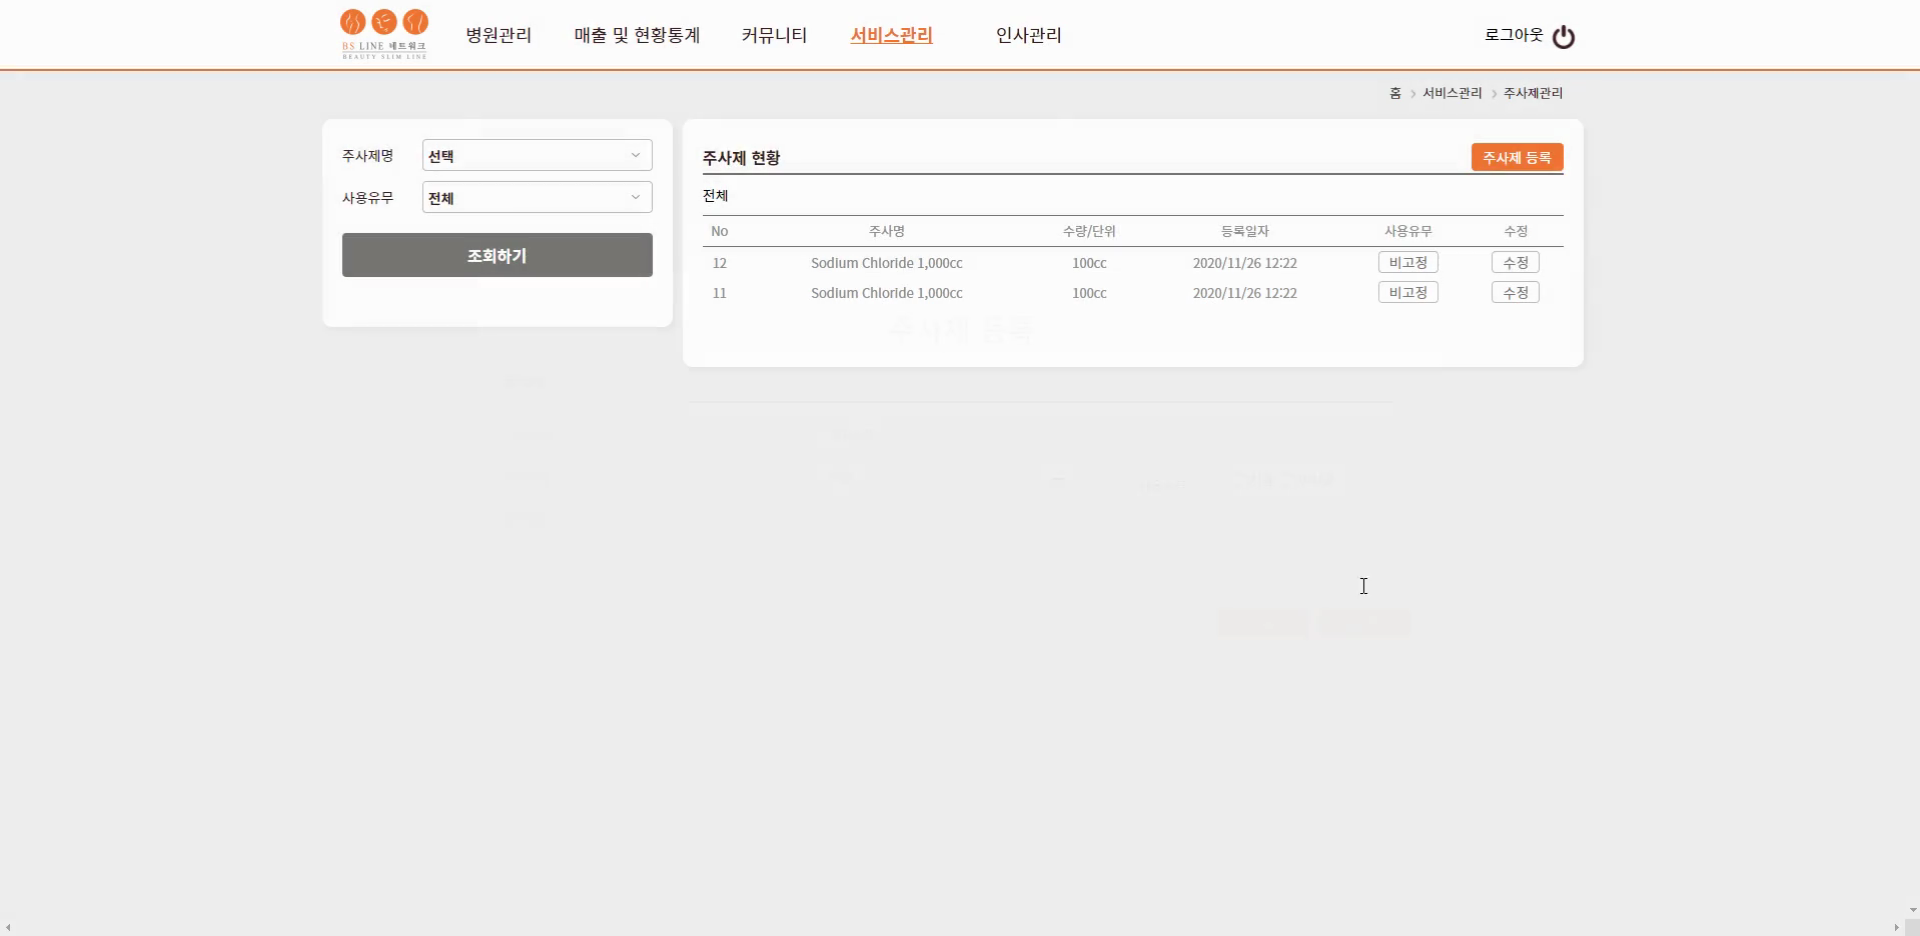 BS LINE 네트워크
BEAUTY SLIM LINE
병원관리 매출 및 현황통계 커뮤니티 서비스관리 인사관리 로그아웃
홈 > 서비스관리 > 주사제관리
주사제명 선택
사용유무 전체
조회하기
주사제 현황 주사제 등록
전체
No 주사명 수량/단위 등록일자 사용유무 수정
12 Sodium Chloride 1,000cc 100cc 2020/11/26 12:22 비고정 수정
11 Sodium Chloride 1,000cc 100cc 2020/11/26 12:22 비고정 수정
주사제 등록